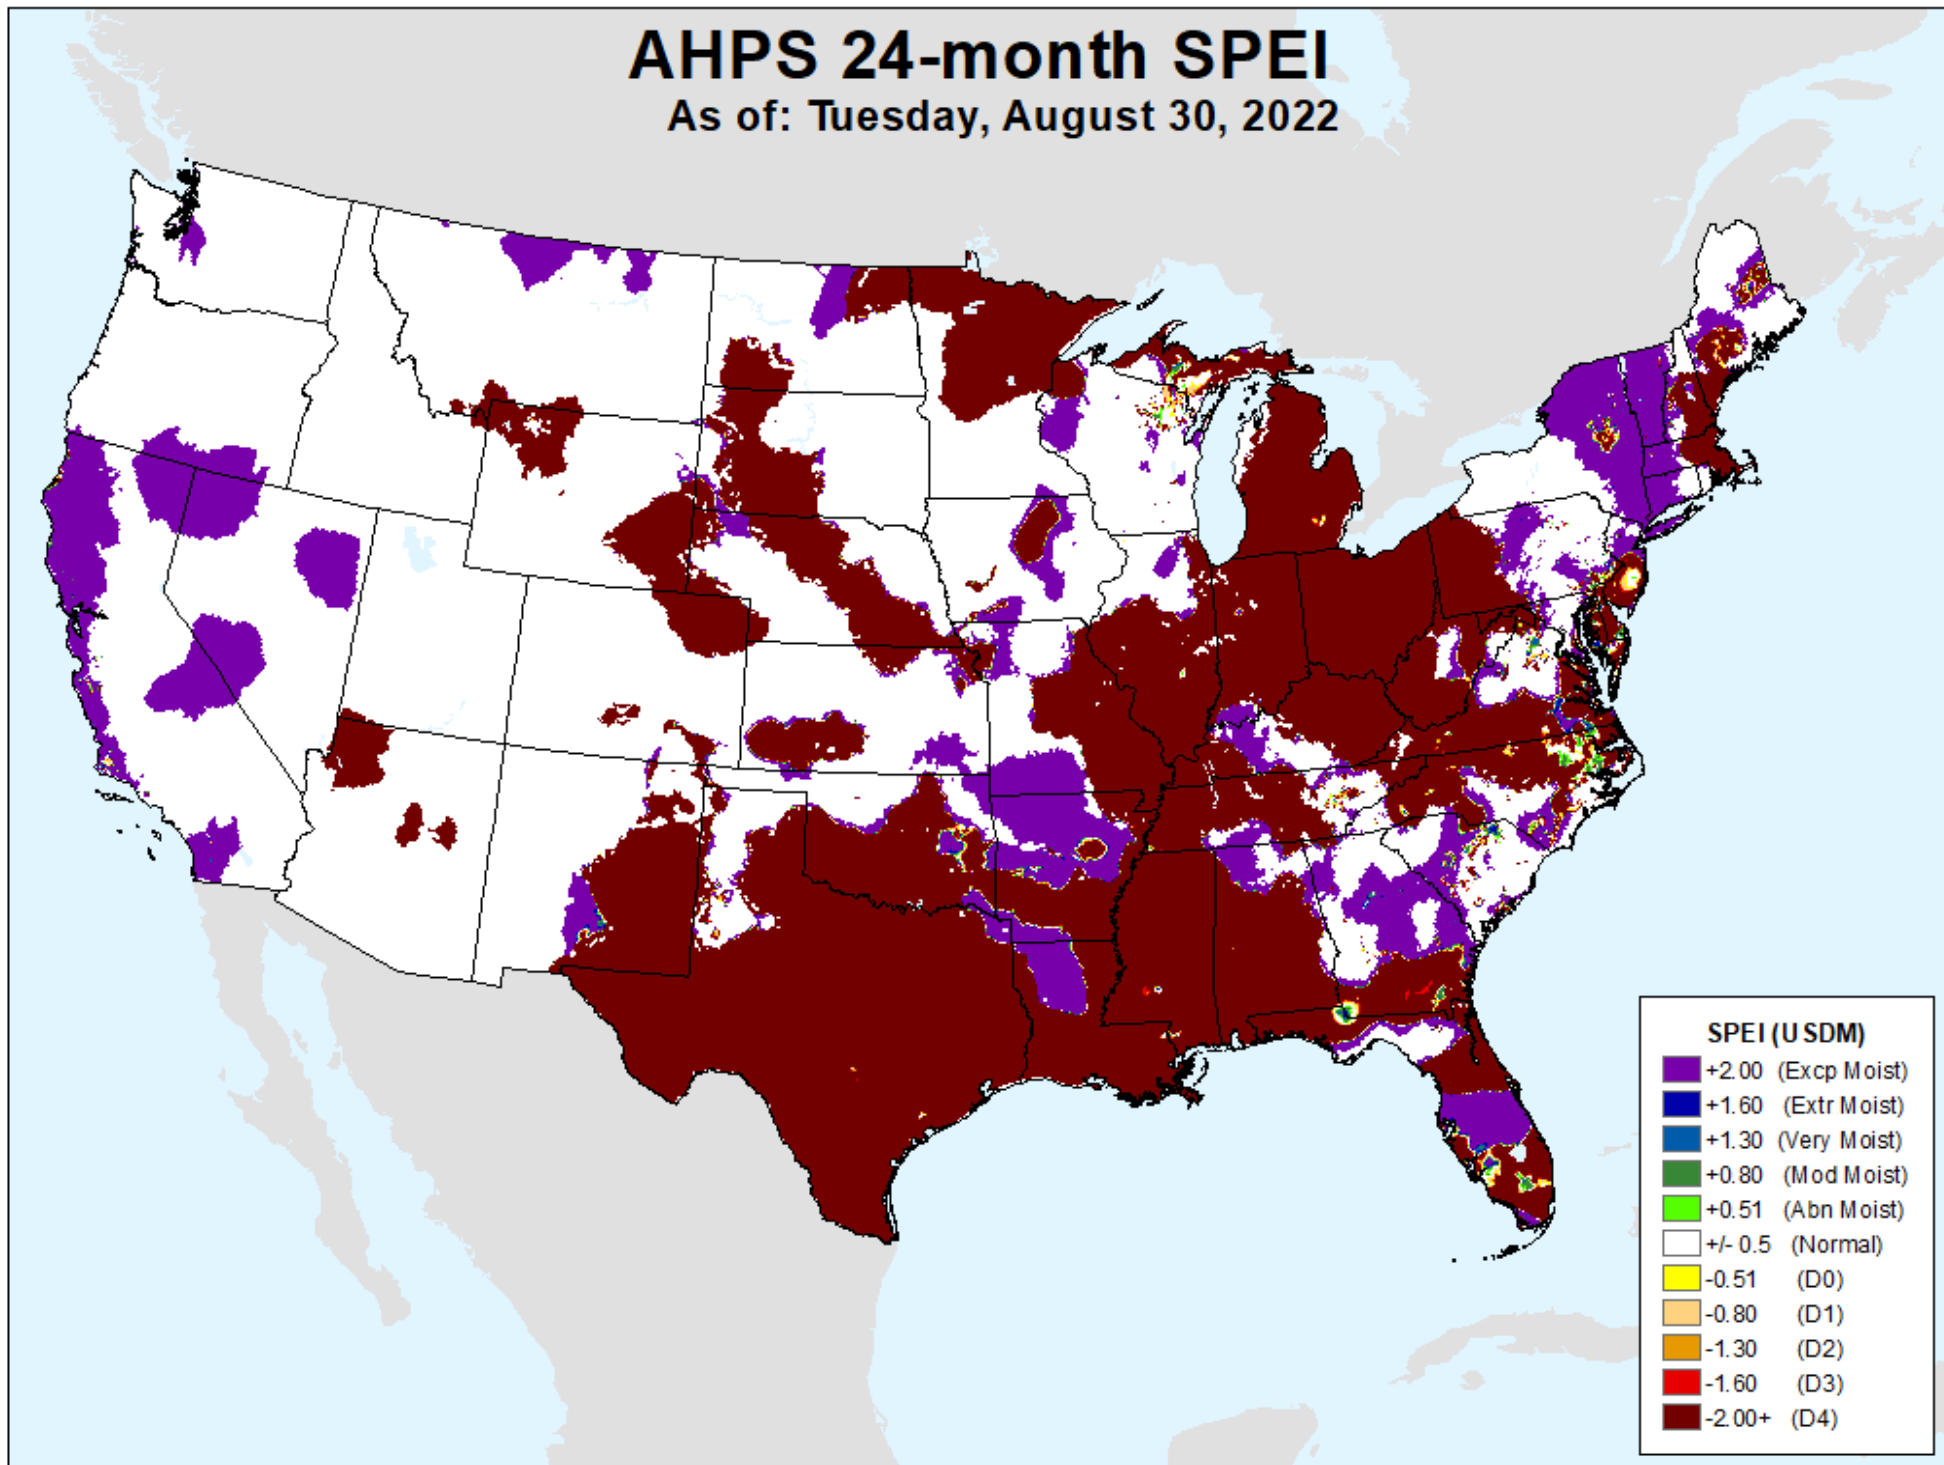 AHPS 24-month SPEI
As of: Tuesday, August 30, 2022
SPEI (USDM)
+2.00 (Excp Moist)
+1.60 (Extr Moist)
+1.30 (Very Moist)
+0.80 (Mod Moist)
+0.51 (Abn Moist)
+/- 0.5 (Normal)
-0.51 (D0)
-0.80 (D1)
-1.30 (D2)
-1.60 (D3)
-2.00+ (D4)